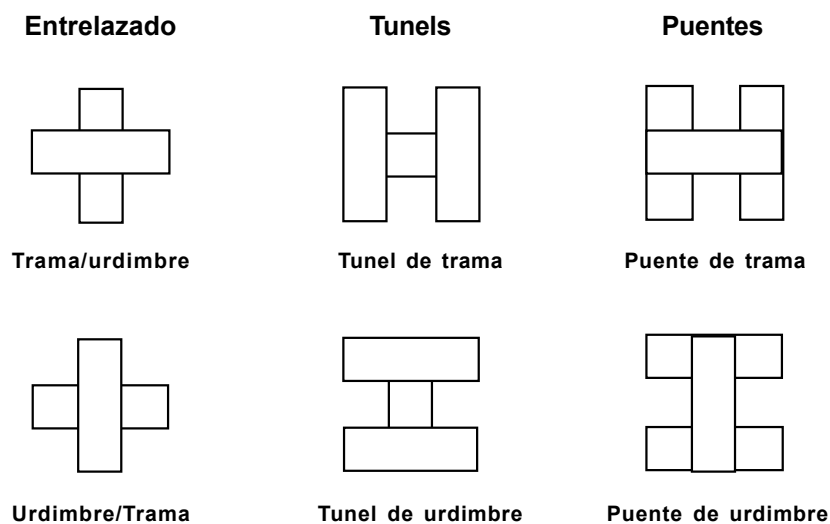 Entrelazado Tunels Puentes
Trama/urdimbre Tunel de trama Puente de trama
Urdimbre/Trama Tunel de urdimbre Puente de urdimbre